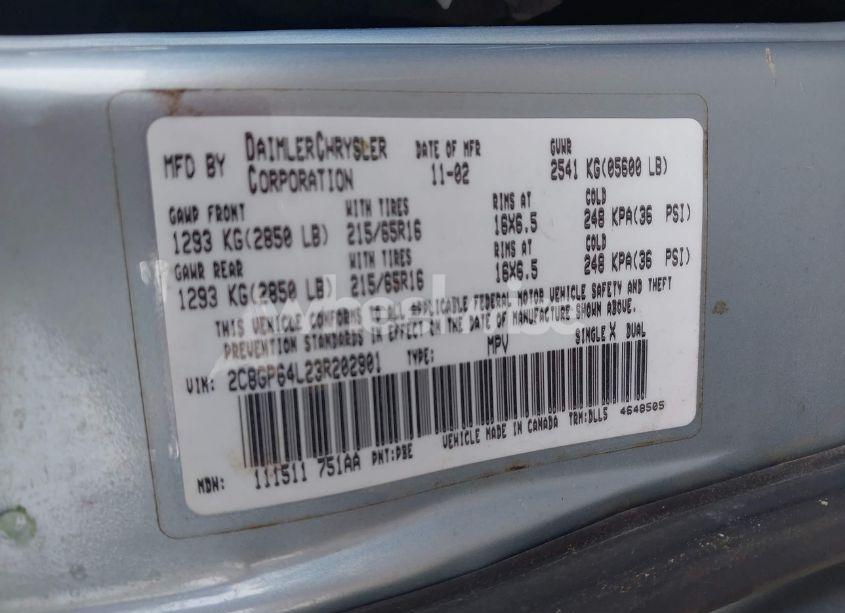 MFD BY DAIMLERCHRYSLER CORPORATION DATE OF MFR 11-02 GVWR 2541 KG(05600 LB)
GAWR FRONT WITH TIRES RIMS AT COLD
1293 KG(2850 LB) 215/65R16 16X6.5 248 KPA(36 PSI)
GAWR REAR WITH TIRES RIMS AT COLD
1293 KG(2850 LB) 215/65R16 16X6.5 248 KPA(36 PSI)
THIS VEHICLE CONFORMS TO ALL APPLICABLE FEDERAL MOTOR VEHICLE SAFETY AND THEFT
PREVENTION STANDARDS IN EFFECT ON THE DATE OF MANUFACTURE SHOWN ABOVE.
VIN: 2C8GP64L23R202901 TYPE: MPV SINGLE X DUAL
MDH: 111511 751AA PNT:PBE VEHICLE MADE IN CANADA TRM:DLLS 4648505
wheelwise